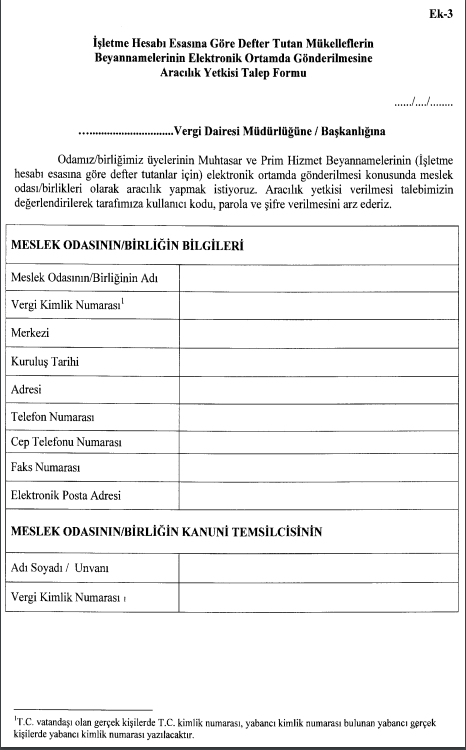 Ek-3
İşletme Hesabı Esasına Göre Defter Tutan Mükelleflerin
Beyannamelerinin Elektronik Ortamda Gönderilmesine
Aracılık Yetkisi Talep Formu
....../..../........
................................Vergi Dairesi Müdürlüğüne / Başkanlığına
Odamız/birliğimiz üyelerinin Muhtasar ve Prim Hizmet Beyannamelerinin (İşletme
hesabı esasına göre defter tutanlar için) elektronik ortamda gönderilmesi konusunda meslek
odası/birlikleri olarak aracılık yapmak istiyoruz. Aracılık yetkisi verilmesi talebimizin
değerlendirilerek tarafımıza kullanıcı kodu, parola ve şifre verilmesini arz ederiz.
MESLEK ODASININ/BİRLİĞİN BİLGİLERİ
Meslek Odasının/Birliğinin Adı
Vergi Kimlik Numarası¹
Merkezi
Kuruluş Tarihi
Adresi
Telefon Numarası
Cep Telefonu Numarası
Faks Numarası
Elektronik Posta Adresi
MESLEK ODASININ/BİRLİĞİN KANUNİ TEMSİLCİSİNİN
Adı Soyadı / Unvanı
Vergi Kimlik Numarası ¹
¹T.C. vatandaşı olan gerçek kişilerde T.C. kimlik numarası, yabancı kimlik numarası bulunan yabancı gerçek
kişilerde yabancı kimlik numarası yazılacaktır.